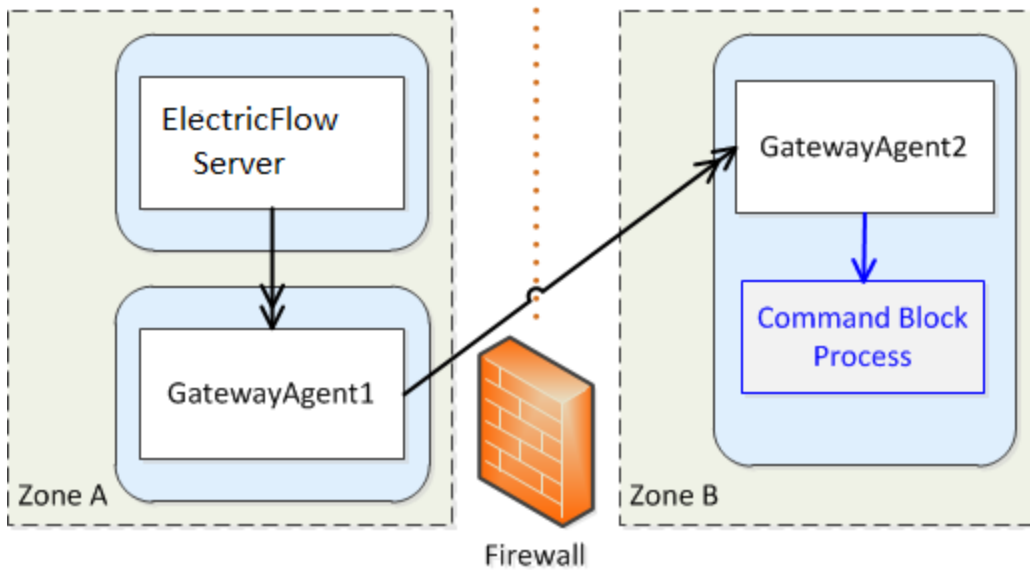 ElectricFlow
Server
GatewayAgent1
Zone A
Firewall
GatewayAgent2
Command Block
Process
Zone B